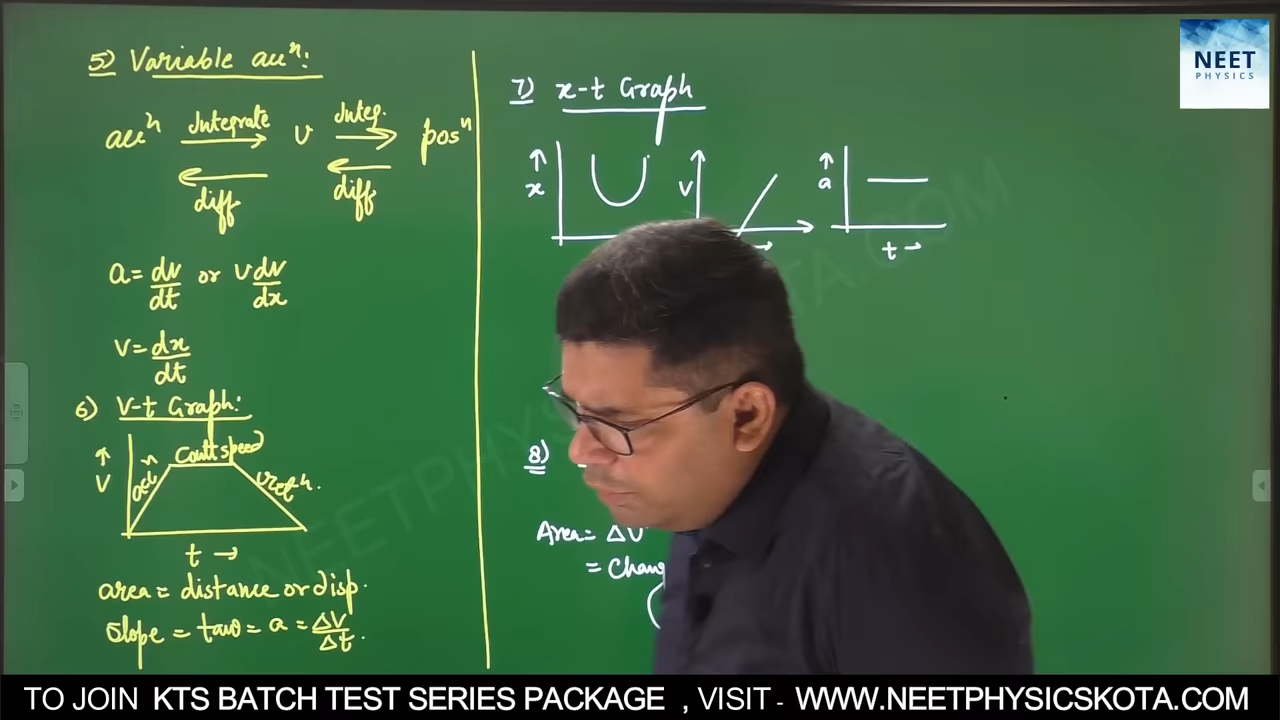 5) Variable accⁿ:
accⁿ Integrate v Integ. posⁿ
diff diff
a = dv/dt or v dv/dx
v = dx/dt
6) V-t Graph:
Const speed
accⁿ retⁿ.
↑
V
t →
area = distance or disp.
Slope = tanθ = a = ΔV/Δt.
7) x-t Graph
↑
x
V
↑
a
t →
8)
Area = ΔV
= Chang
NEET
PHYSICS
NEETPHYSICSKOTA.COM
TO JOIN KTS BATCH TEST SERIES PACKAGE , VISIT - WWW.NEETPHYSICSKOTA.COM